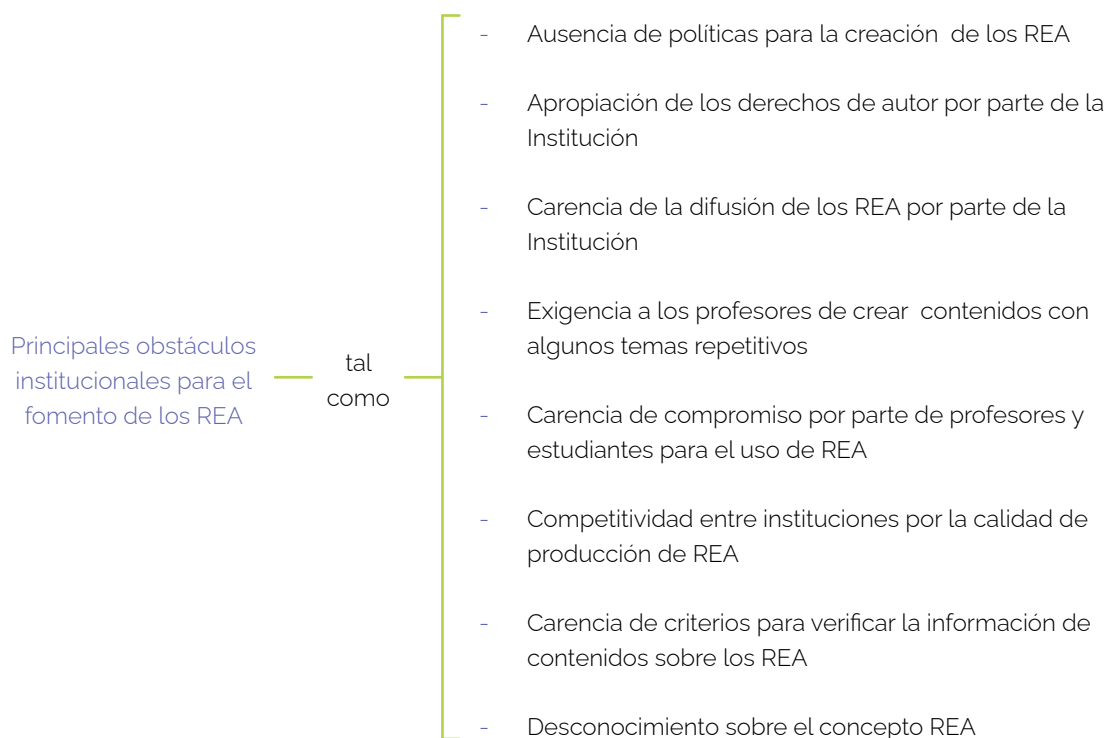 Principales obstáculos
institucionales para el
fomento de los REA
tal
como
- Ausencia de políticas para la creación  de los REA
- Apropiación de los derechos de autor por parte de la
Institución
- Carencia de la difusión de los REA por parte de la
Institución
- Exigencia a los profesores de crear  contenidos con
algunos temas repetitivos
- Carencia de compromiso por parte de profesores y
estudiantes para el uso de REA
- Competitividad entre instituciones por la calidad de
producción de REA
- Carencia de criterios para verificar la información de
contenidos sobre los REA
- Desconocimiento sobre el concepto REA